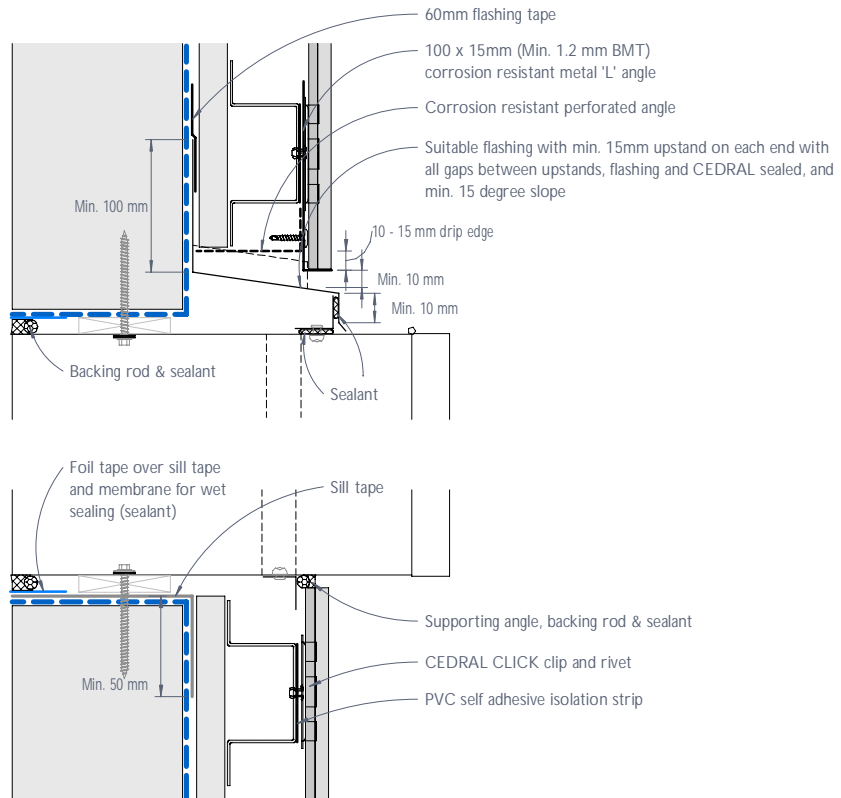 60mm flashing tape
100 x 15mm (Min. 1.2 mm BMT)
corrosion resistant metal 'L' angle
Corrosion resistant perforated angle
Suitable flashing with min. 15mm upstand on each end with
all gaps between upstands, flashing and CEDRAL sealed, and
min. 15 degree slope
Min. 100 mm
10 - 15 mm drip edge
Min. 10 mm
Min. 10 mm
Backing rod & sealant
Sealant
Foil tape over sill tape
and membrane for wet
sealing (sealant)
Sill tape
Supporting angle, backing rod & sealant
CEDRAL CLICK clip and rivet
Min. 50 mm
PVC self adhesive isolation strip